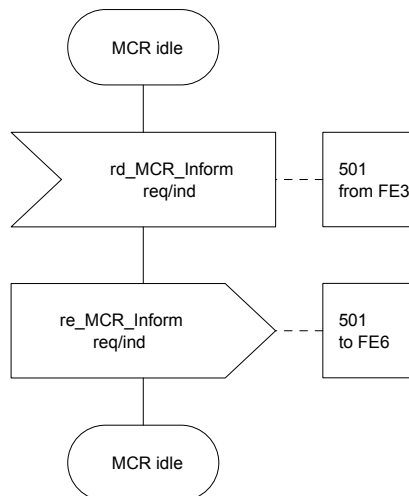 MCR idle
rd_MCR_Inform
req/ind
501
from FE3
re_MCR_Inform
req/ind
501
to FE6
MCR idle